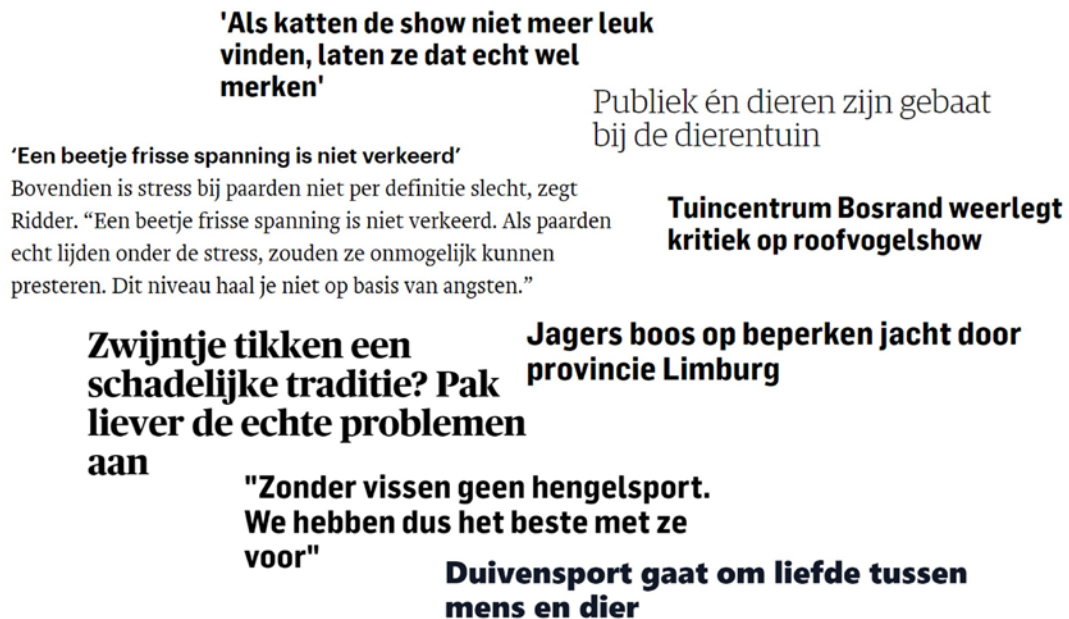 'Als katten de show niet meer leuk
vinden, laten ze dat echt wel
merken'
Publiek én dieren zijn gebaat
bij de dierentuin
‘Een beetje frisse spanning is niet verkeerd’
Bovendien is stress bij paarden niet per definitie slecht, zegt
Ridder. “Een beetje frisse spanning is niet verkeerd. Als paarden
echt lijden onder de stress, zouden ze onmogelijk kunnen
presteren. Dit niveau haal je niet op basis van angsten.”
Tuincentrum Bosrand weerlegt
kritiek op roofvogelshow
Jagers boos op beperken jacht door
provincie Limburg
Zwijntje tikken een
schadelijke traditie? Pak
liever de echte problemen
aan
"Zonder vissen geen hengelsport.
We hebben dus het beste met ze
voor"
Duivensport gaat om liefde tussen
mens en dier